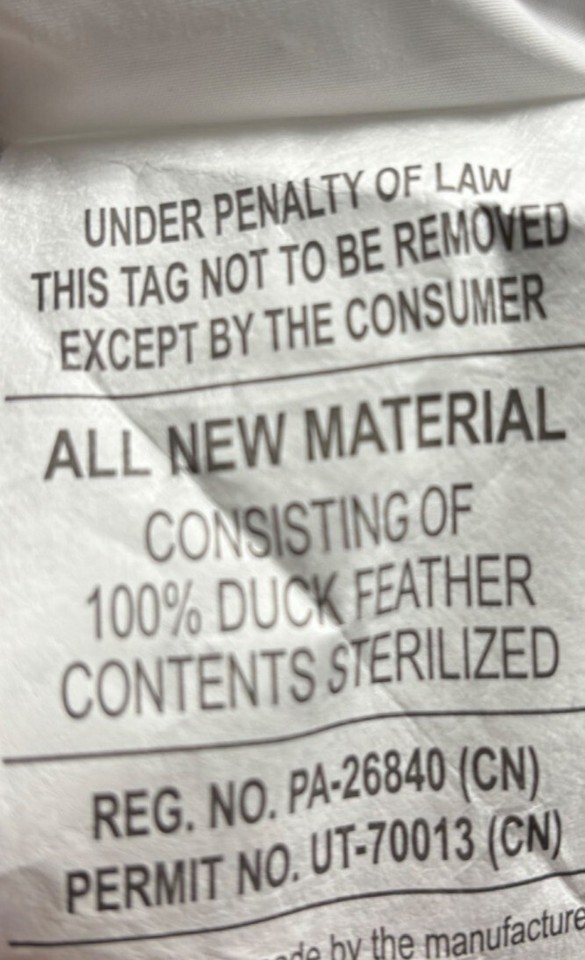 UNDER PENALTY OF LAW
THIS TAG NOT TO BE REMOVED
EXCEPT BY THE CONSUMER
ALL NEW MATERIAL
CONSISTING OF
100% DUCK FEATHER
CONTENTS STERILIZED
REG. NO. PA-26840 (CN)
PERMIT NO. UT-70013 (CN)
by the manufacture